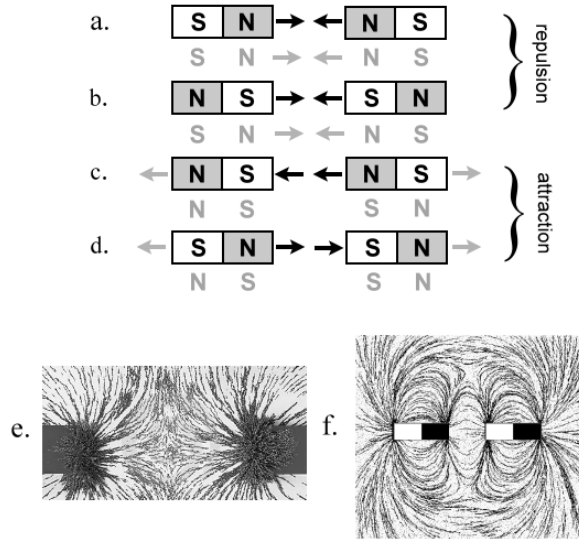 a. S N N S
S N N S
repulsion
b. N S S N
S N N S
c. N S N S
N S S N
attraction
d. S N S N
N S S N
e.
f.